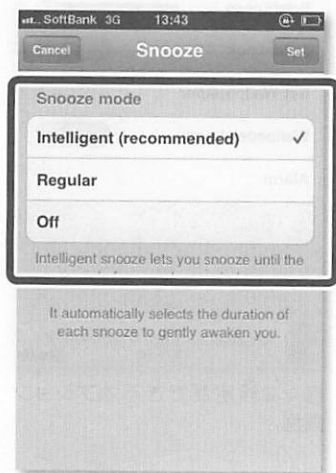 SoftBank 3G 13:43
Cancel Snooze Set
Snooze mode
Intelligent (recommended)
Regular
Off
Intelligent snooze lets you snooze until the
It automatically selects the duration of
each snooze to gently awaken you.